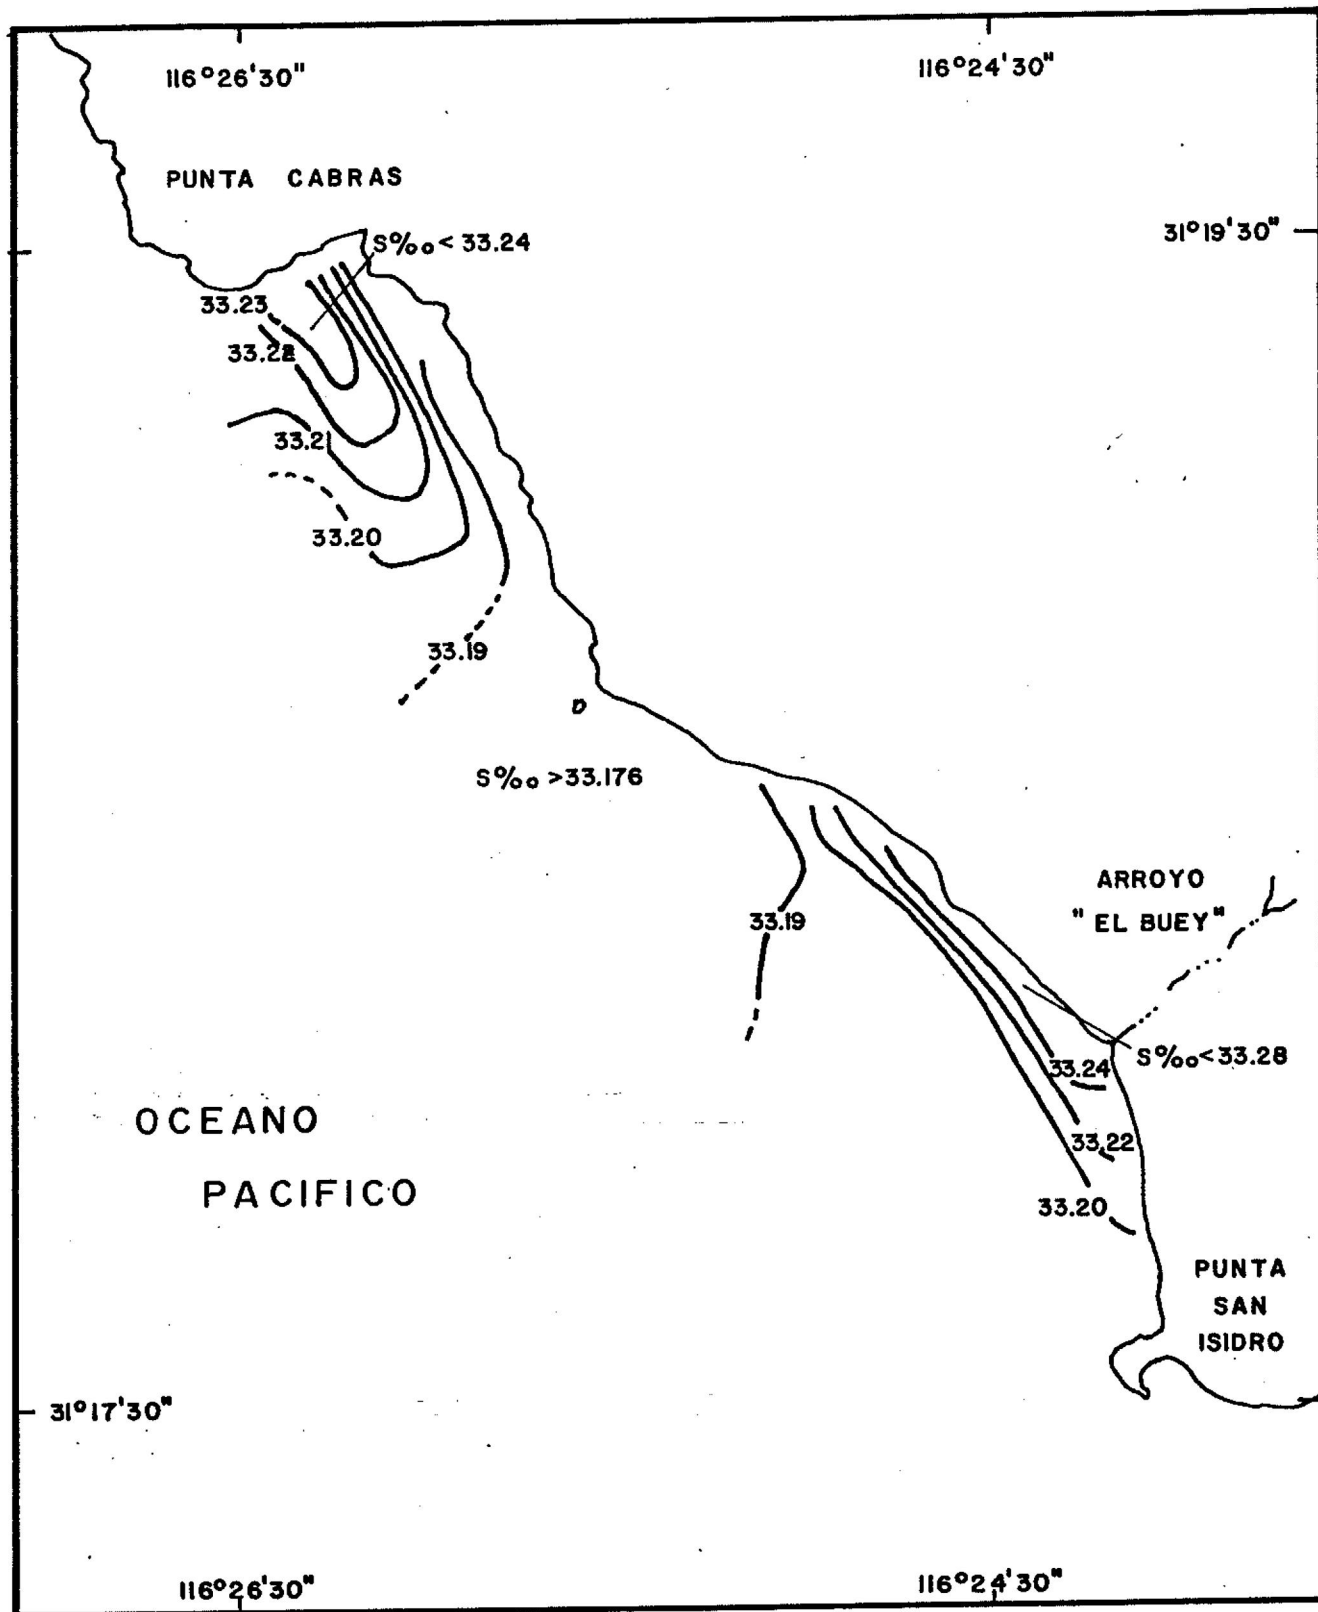 116°26'30"
116°24'30"
PUNTA CABRAS
31°19'30"
S‰ < 33.24
33.23
33.22
33.21
33.20
33.19
S‰ >33.176
ARROYO
"EL BUEY"
33.19
S‰<33.28
33.24
33.22
33.20
OCEANO
PACIFICO
PUNTA
SAN
ISIDRO
31°17'30"
116°26'30"
116°24'30"